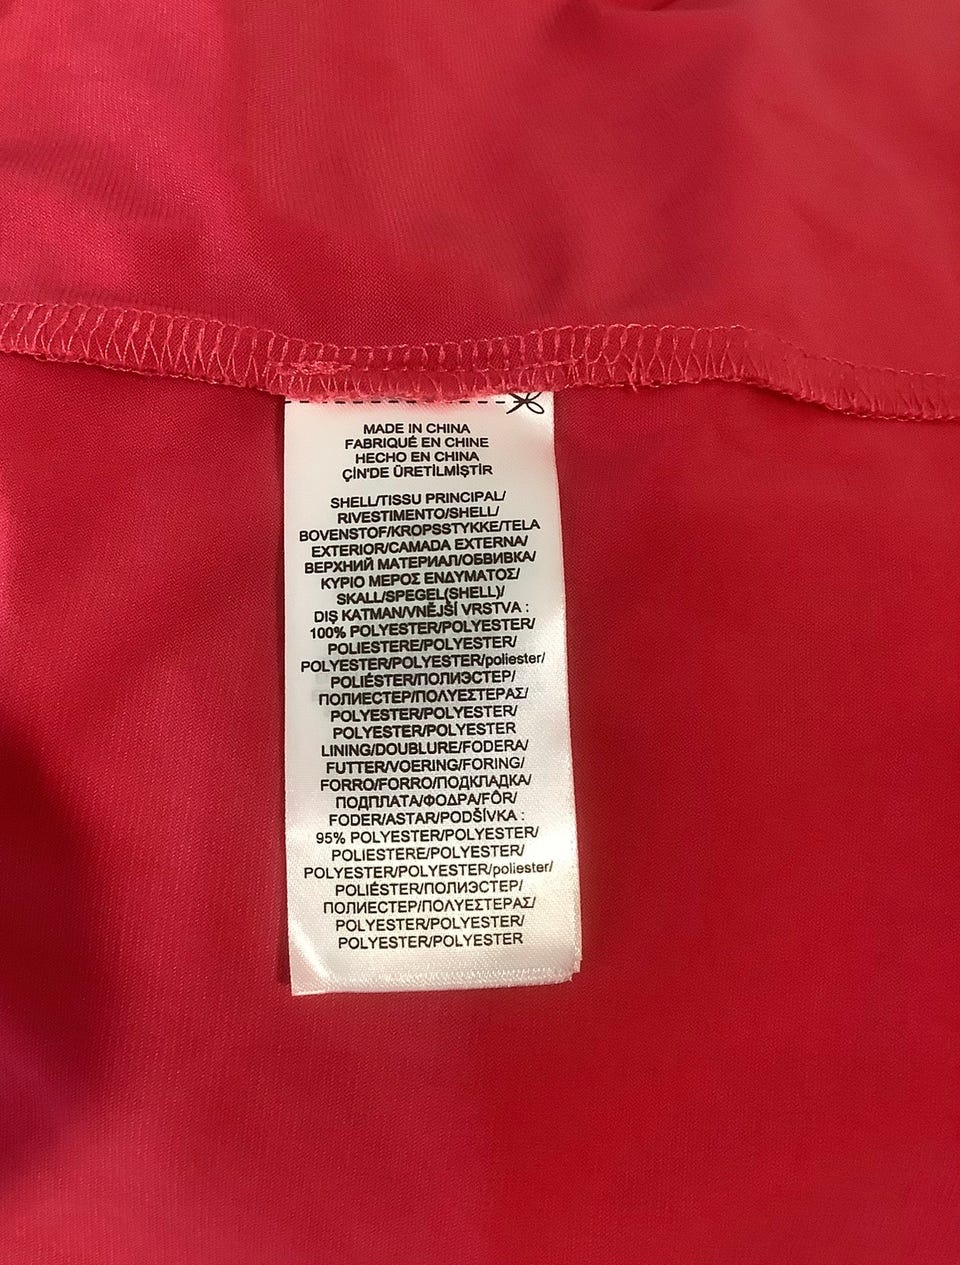 MADE IN CHINA
FABRIQUÉ EN CHINE
HECHO EN CHINA
ÇİN'DE ÜRETİLMİŞTİR
SHELL/TISSU PRINCIPAL/
RIVESTIMENTO/SHELL/
BOVENSTOF/KROPSSTYKKE/TELA
EXTERIOR/CAMADA EXTERNA/
ВЕРХНИЙ МАТЕРИАЛ/ОБВИВКА/
ΚΥΡΙΟ ΜΕΡΟΣ ΕΝΔΥΜΑΤΟΣ/
SKALL/SPEGEL(SHELL)/
DIŞ KATMAN/VNĚJŠÍ VRSTVA :
100% POLYESTER/POLYESTER/
POLIESTERE/POLYESTER/
POLYESTER/POLYESTER/poliester/
POLIÉSTER/ПОЛИЭСТЕР/
ПОЛИЕСТЕР/ΠΟΛΥΕΣΤΕΡΑΣ/
POLYESTER/POLYESTER/
POLYESTER/POLYESTER
LINING/DOUBLURE/FODERA/
FUTTER/VOERING/FORING/
FORRO/FORRO/ПОДКЛАДКА/
ПОДПЛАТА/ΦΟΔΡΑ/FÔR/
FODER/ASTAR/PODŠÍVKA :
95% POLYESTER/POLYESTER/
POLIESTERE/POLYESTER/
POLYESTER/POLYESTER/poliester/
POLIÉSTER/ПОЛИЭСТЕР/
ПОЛИЕСТЕР/ΠΟΛΥΕΣΤΕΡΑΣ/
POLYESTER/POLYESTER/
POLYESTER/POLYESTER